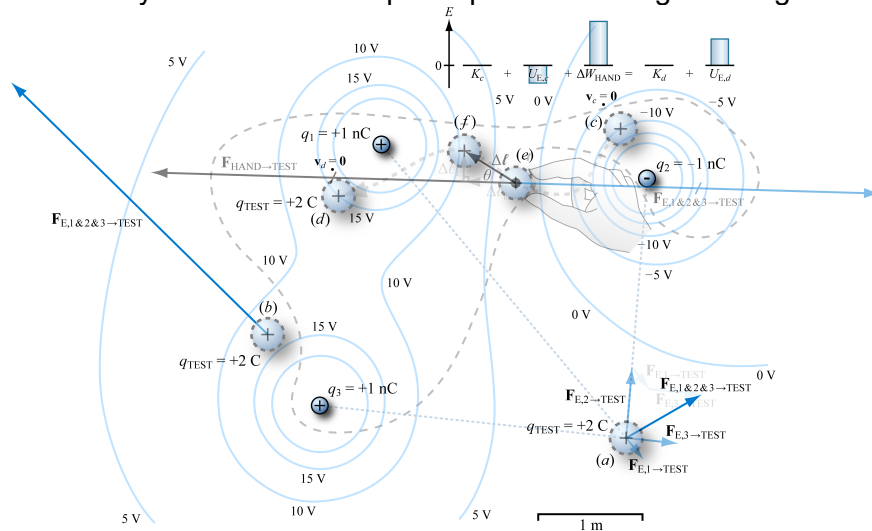 E
10 V
5 V
0
K_c + U_E,c + ΔW_HAND = K_d + U_E,d
15 V
5 V
0 V
v_c = 0
−10 V
−5 V
(f)
(c)
q₁ = +1 nC
Δℓ
(e)
F_HAND→TEST
v_d = 0
θ
q₂ = −1 nC
q_TEST = +2 C
(d)
15 V
F_E,1&2&3→TEST
F_E,1&2&3→TEST
−10 V
10 V
−5 V
10 V
(b)
0 V
15 V
q_TEST = +2 C
F_E,1→TEST
0 V
q₃ = +1 nC
F_E,2→TEST
F_E,1&2&3→TEST
F_E,3→TEST
q_TEST = +2 C
F_E,3→TEST
(a)
F_E,1→TEST
15 V
10 V
5 V
5 V
1 m